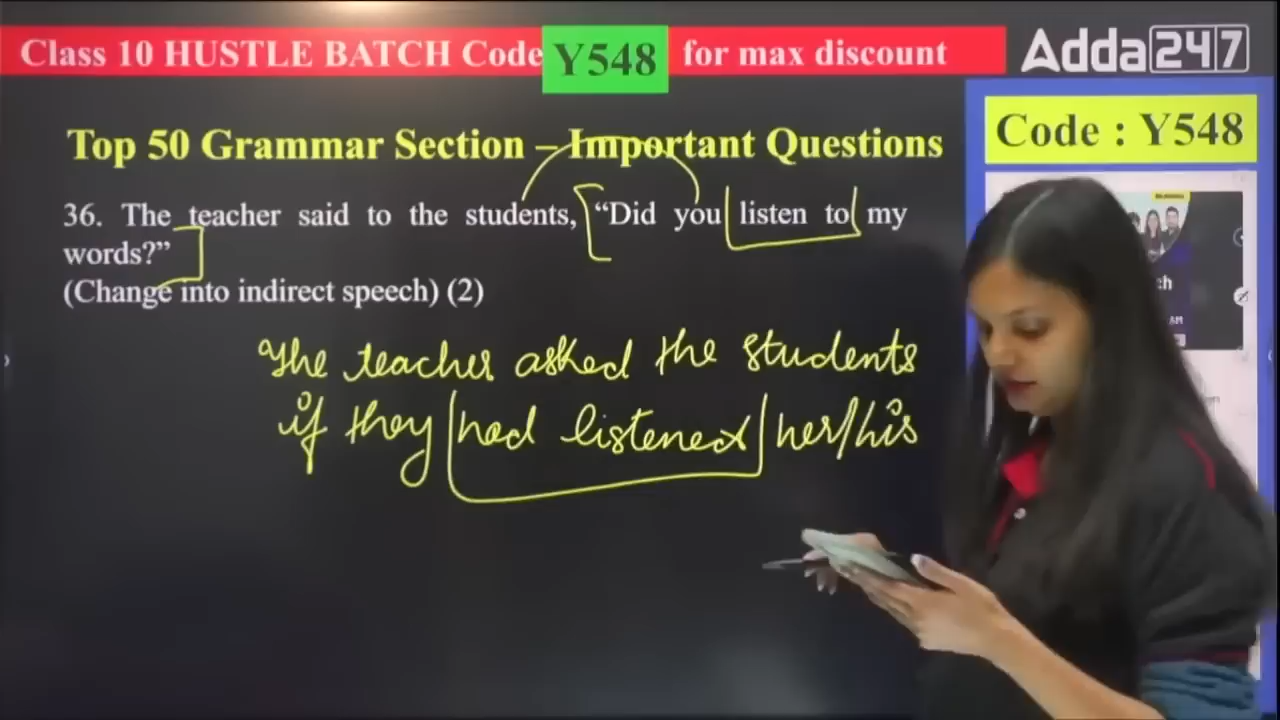 Class 10 HUSTLE BATCH Code Y548 for max discount
Adda247
Code : Y548
Top 50 Grammar Section – Important Questions
36. The teacher said to the students, “Did you listen to my
words?”
(Change into indirect speech) (2)
The teacher asked the students
if they had listened her/his